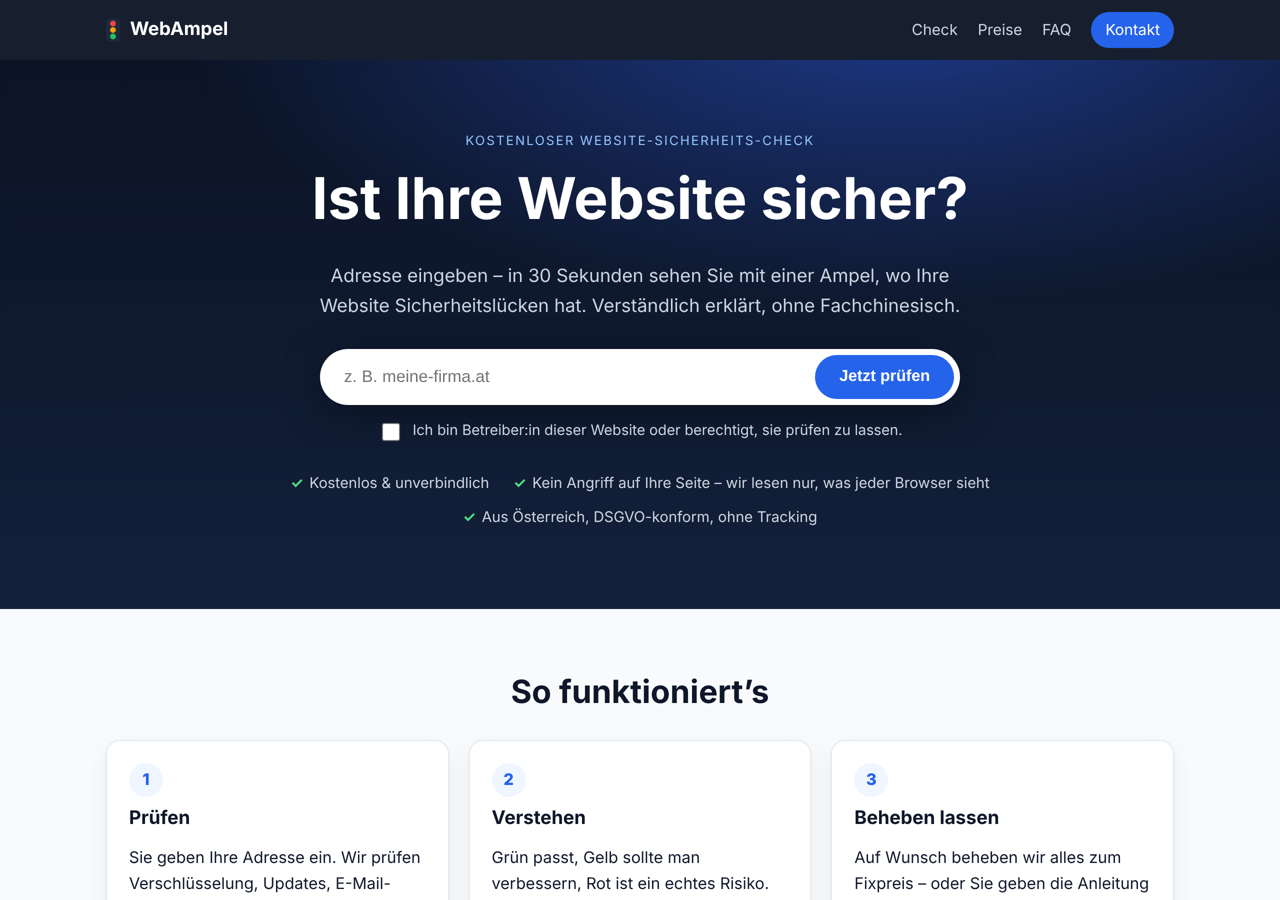 WebAmpel
Check
Preise
FAQ
Kontakt
KOSTENLOSER WEBSITE-SICHERHEITS-CHECK
Ist Ihre Website sicher?
Adresse eingeben – in 30 Sekunden sehen Sie mit einer Ampel, wo Ihre
Website Sicherheitslücken hat. Verständlich erklärt, ohne Fachchinesisch.
z. B. meine-firma.at
Jetzt prüfen
Ich bin Betreiber:in dieser Website oder berechtigt, sie prüfen zu lassen.
✓ Kostenlos & unverbindlich
✓ Kein Angriff auf Ihre Seite – wir lesen nur, was jeder Browser sieht
✓ Aus Österreich, DSGVO-konform, ohne Tracking
So funktioniert’s
1
Prüfen
Sie geben Ihre Adresse ein. Wir prüfen
Verschlüsselung, Updates, E-Mail-
2
Verstehen
Grün passt, Gelb sollte man
verbessern, Rot ist ein echtes Risiko.
3
Beheben lassen
Auf Wunsch beheben wir alles zum
Fixpreis – oder Sie geben die Anleitung